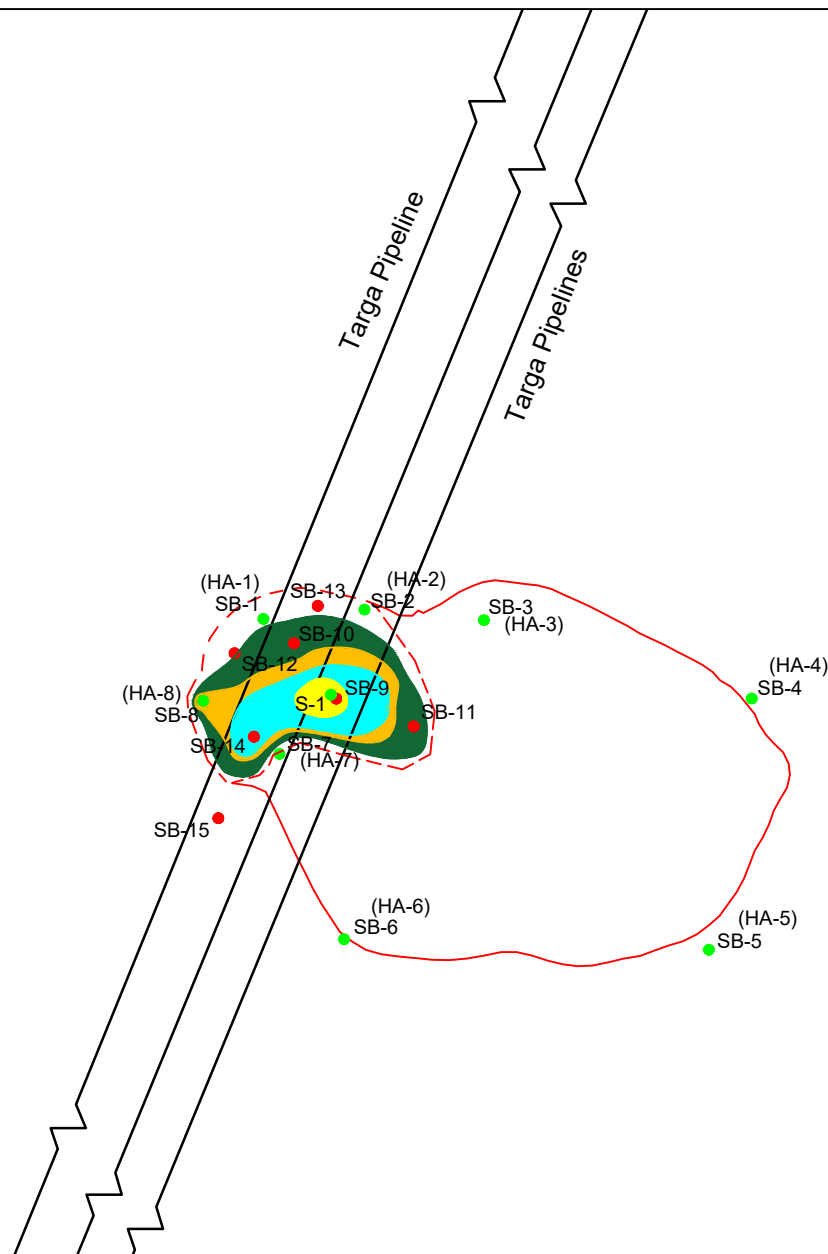 Targa Pipeline
Targa Pipelines
(HA-1)
SB-1
SB-13
(HA-2)
SB-2
SB-3
(HA-3)
SB-10
SB-12
(HA-4)
SB-4
(HA-8)
SB-8
S-1
SB-9
SB-11
SB-14
SB-7
(HA-7)
SB-15
(HA-6)
SB-6
(HA-5)
SB-5